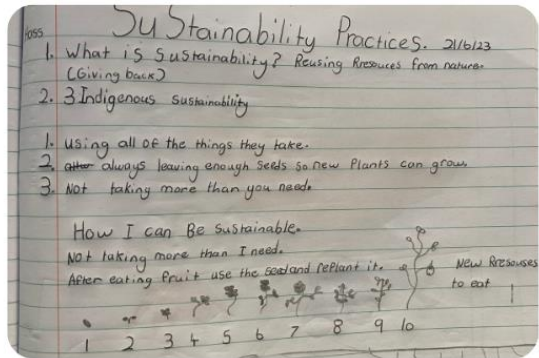 HASS
Sustainability Practices. 21/6/23
1. What is Sustainability? Reusing Rresouces from nature.
(Giving back)
2. 3 Indigenous Sustainability
1. using all of the things they take.
2. always leaving enough seeds so new Plants can grow.
3. Not taking more than you need.
How I can Be Sustainable.
Not taking more than I need.
After eating fruit use the seed and replant it.
New Rresouses
to eat
1 2 3 4 5 6 7 8 9 10